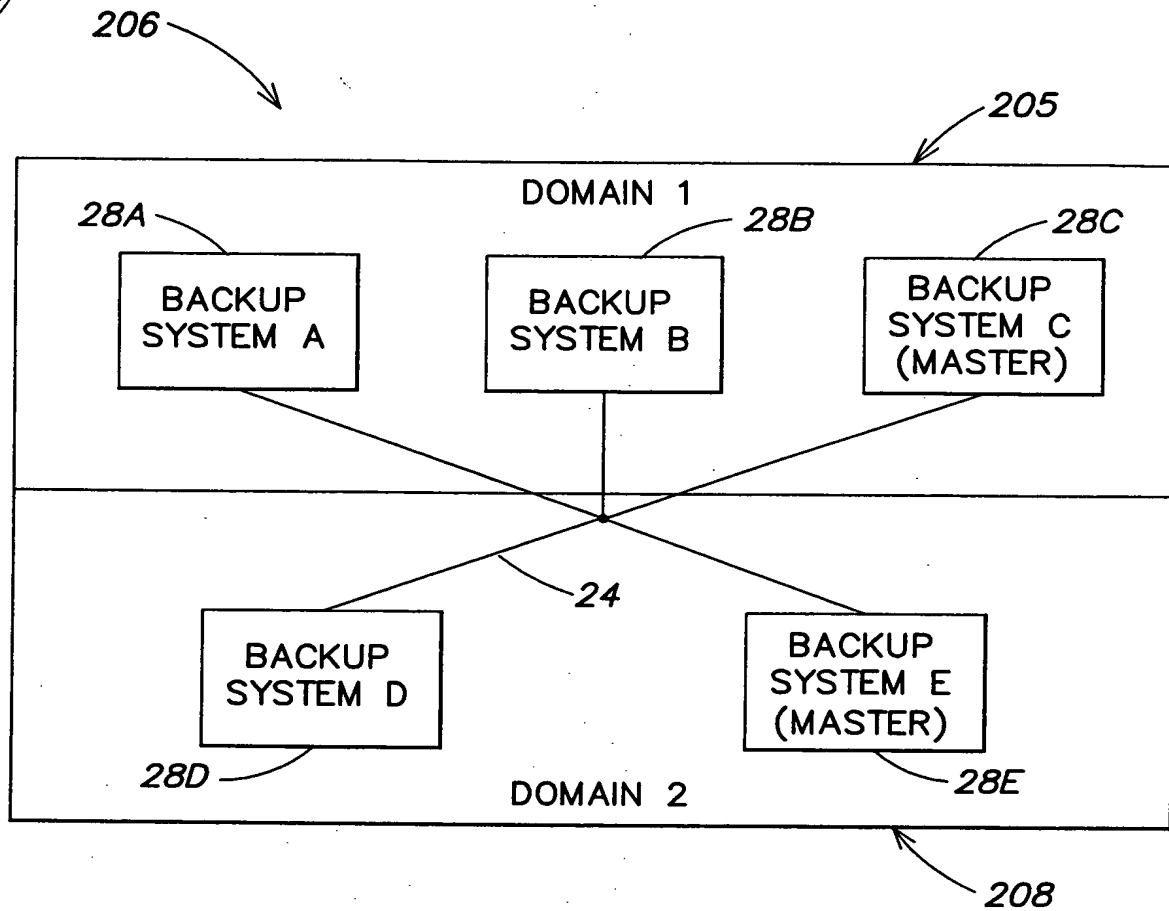 206
205
DOMAIN 1
28A
28B
28C
BACKUP
SYSTEM A
BACKUP
SYSTEM B
BACKUP
SYSTEM C
(MASTER)
24
BACKUP
SYSTEM D
BACKUP
SYSTEM E
(MASTER)
28D
28E
DOMAIN 2
208